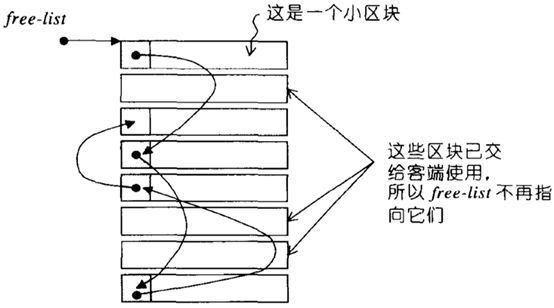 free-list
这是一个小区块
这些区块已交
给客端使用，
所以 free-list 不再指
向它们